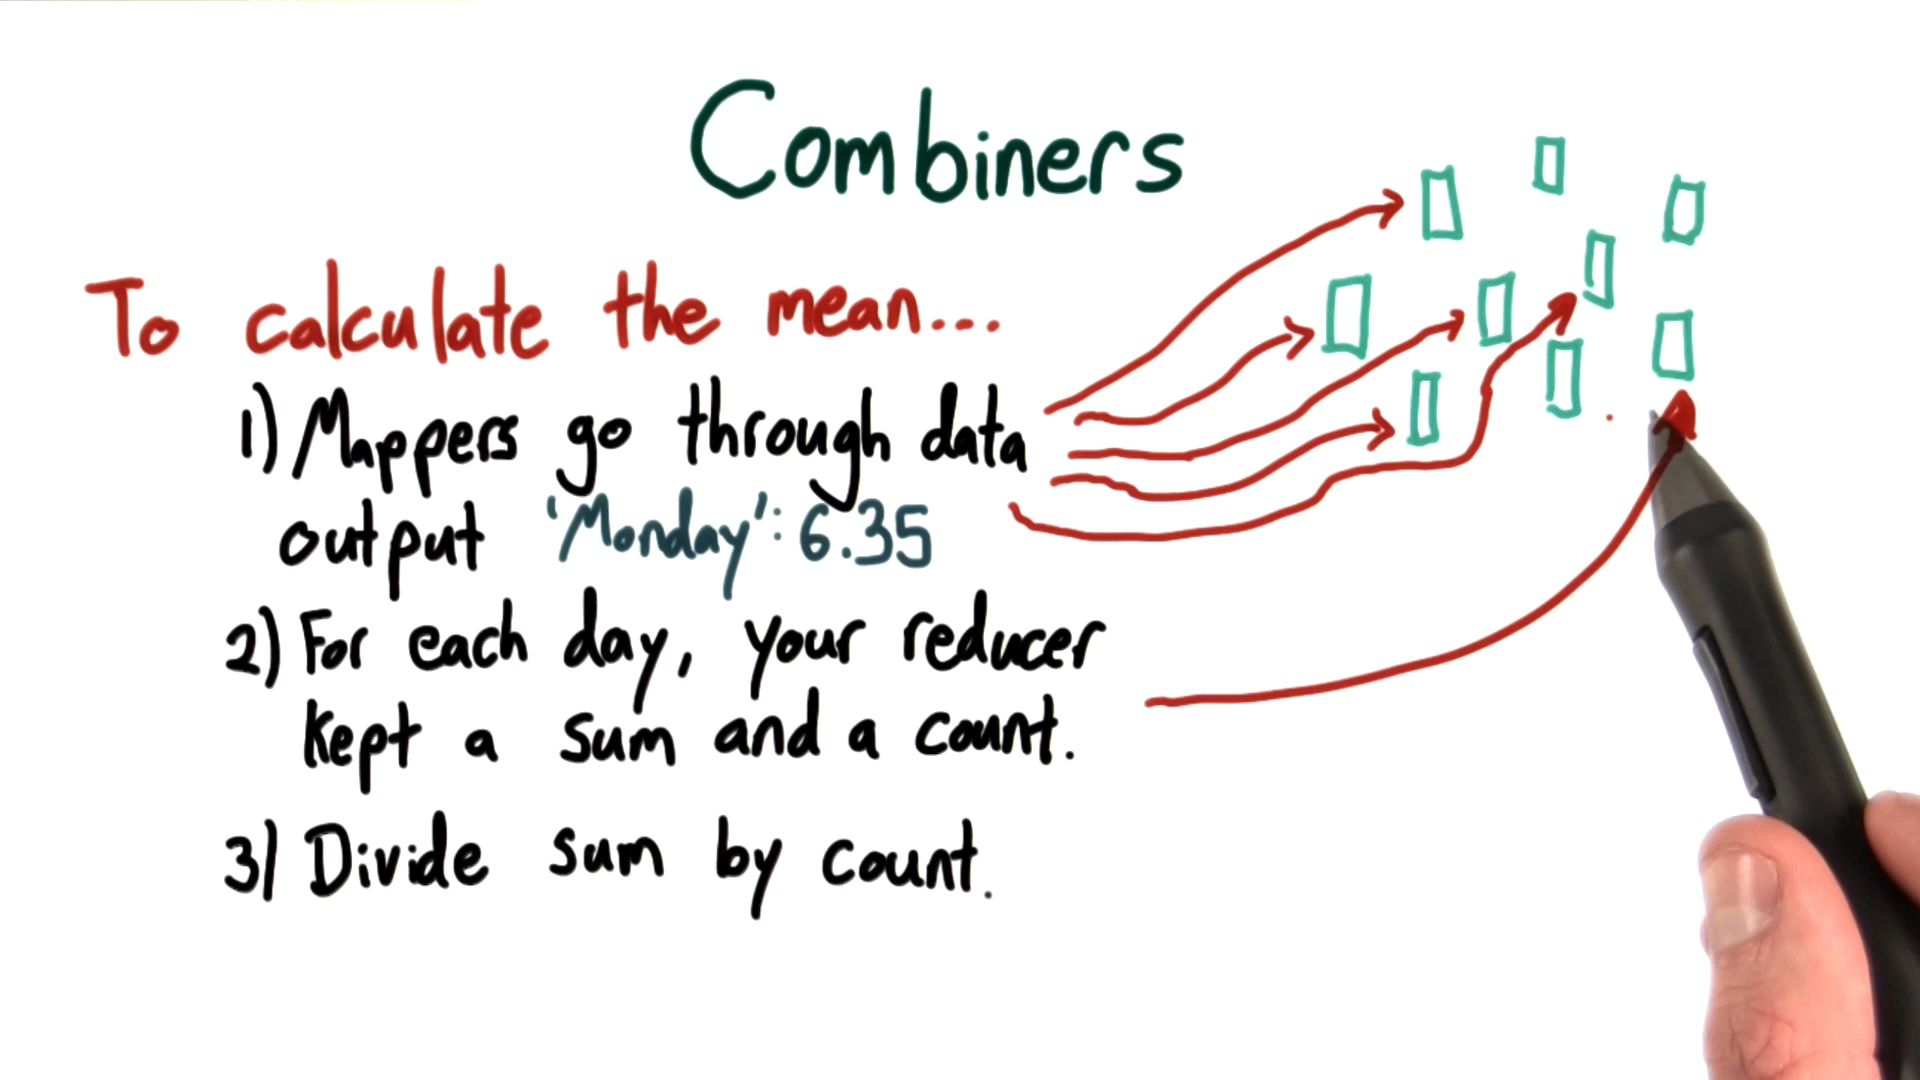 Combiners
To calculate the mean...
1) Mappers go through data
output 'Monday': 6.35
2) For each day, your reducer
kept a sum and a count.
3) Divide sum by count.